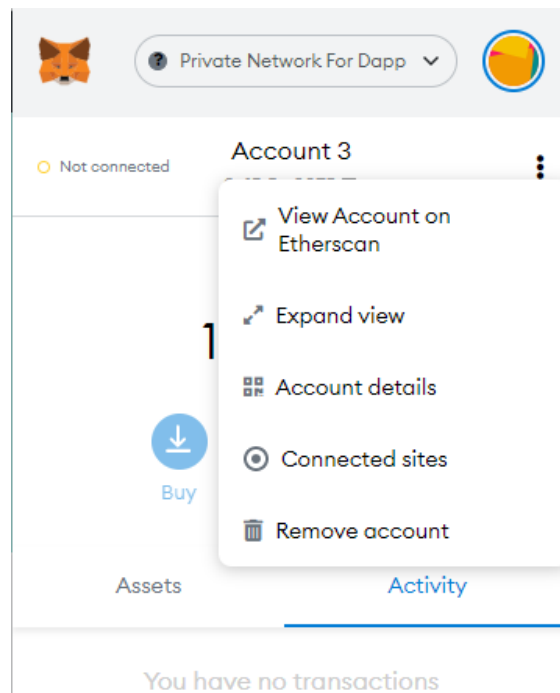 Private Network For Dapp
Not connected
Account 3
View Account on
Etherscan
1
Expand view
Account details
Connected sites
Buy
Remove account
Assets
Activity
You have no transactions